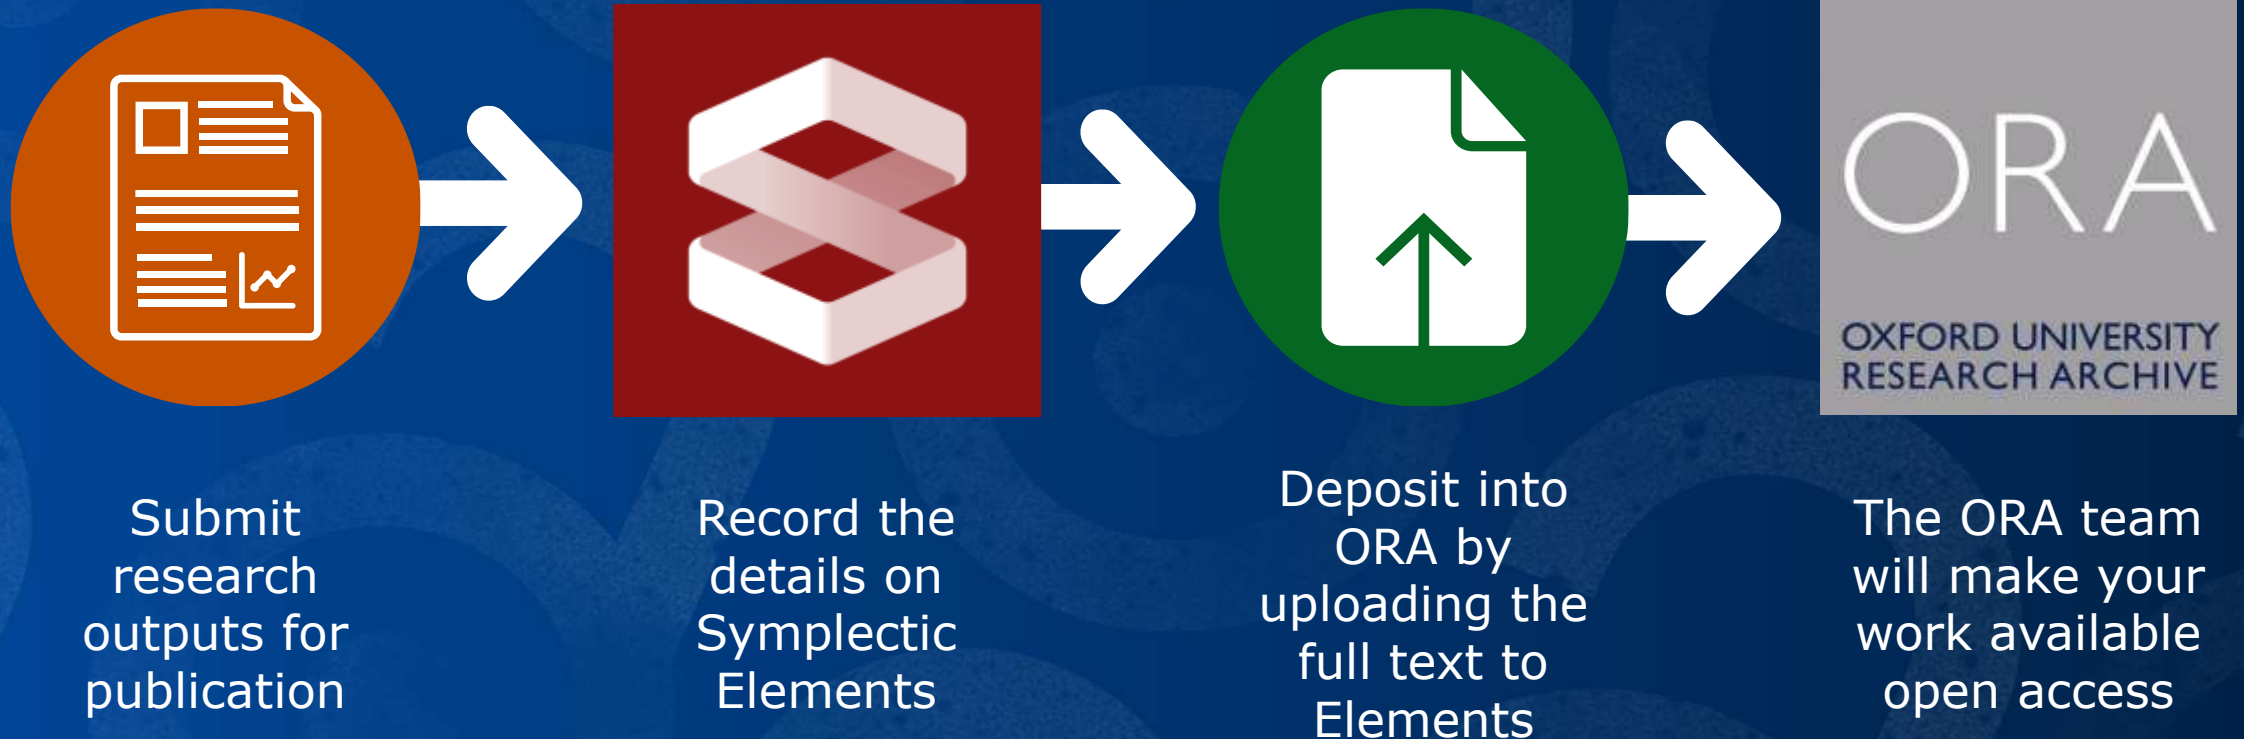 ORA
OXFORD UNIVERSITY
RESEARCH ARCHIVE
Submit
research
outputs for
publication
Record the
details on
Symplectic
Elements
Deposit into
ORA by
uploading the
full text to
Elements
The ORA team
will make your
work available
open access